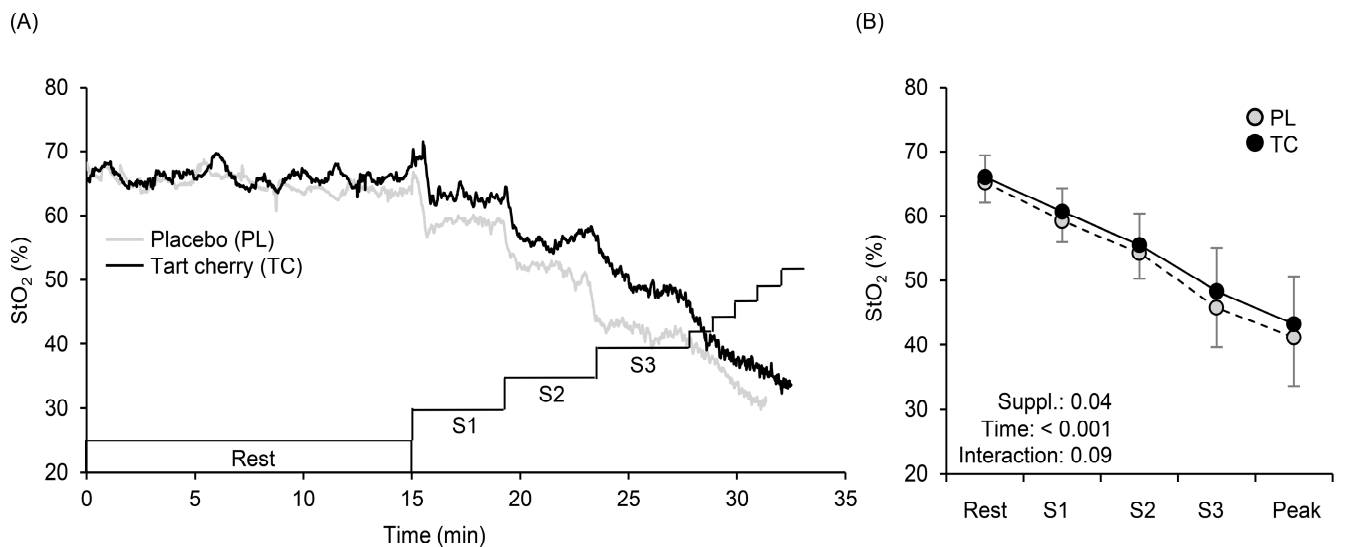 (A)
80
70
60
50
40
30
20
StO2 (%)
Placebo (PL)
Tart cherry (TC)
Rest
S1
S2
S3
0
5
10
15
20
25
30
35
Time (min)
(B)
80
70
60
50
40
30
20
StO2 (%)
PL
TC
Suppl.: 0.04
Time: < 0.001
Interaction: 0.09
Rest
S1
S2
S3
Peak